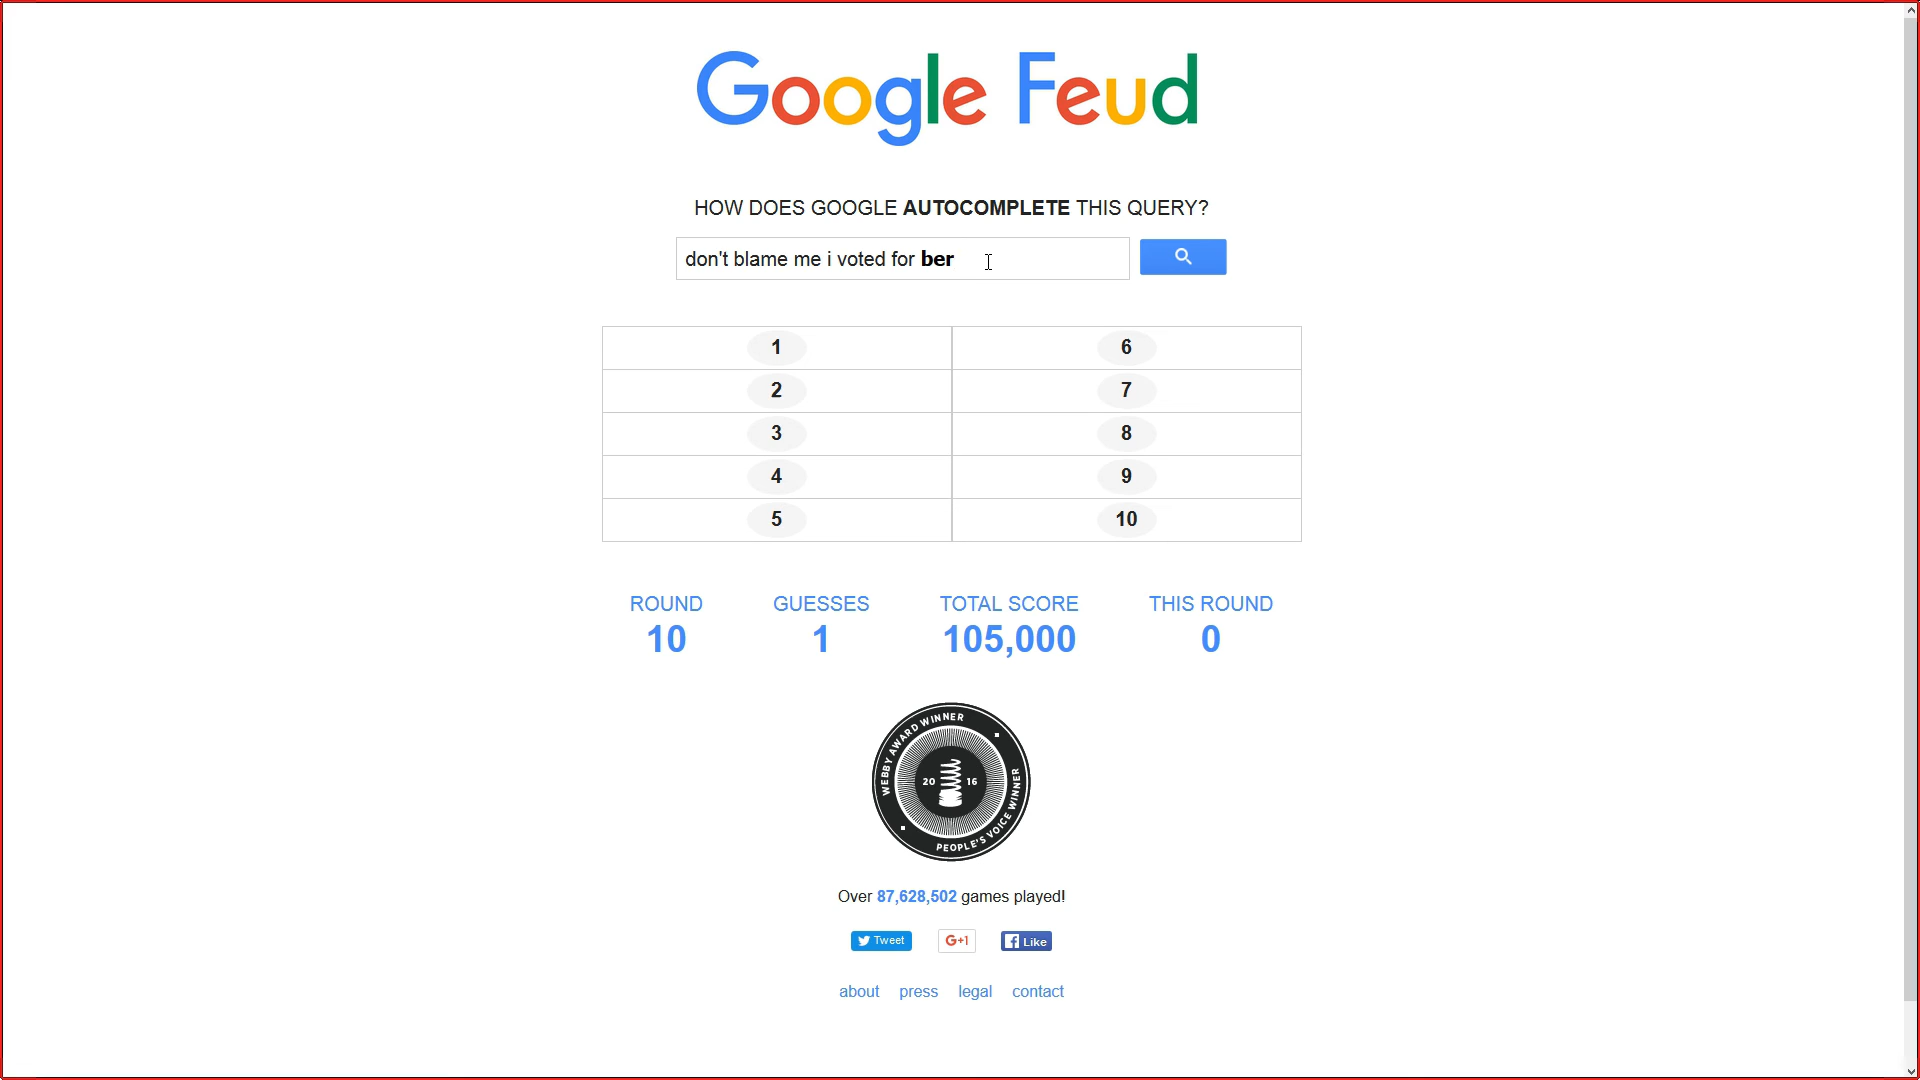 Google Feud
HOW DOES GOOGLE AUTOCOMPLETE THIS QUERY?
don't blame me i voted for ber
1 6
2 7
3 8
4 9
5 10
ROUND GUESSES TOTAL SCORE THIS ROUND
10 1 105,000 0
WEBBY AWARD WINNER
20 16
PEOPLE'S VOICE WINNER
Over 87,628,502 games played!
Tweet G+1 Like
about press legal contact